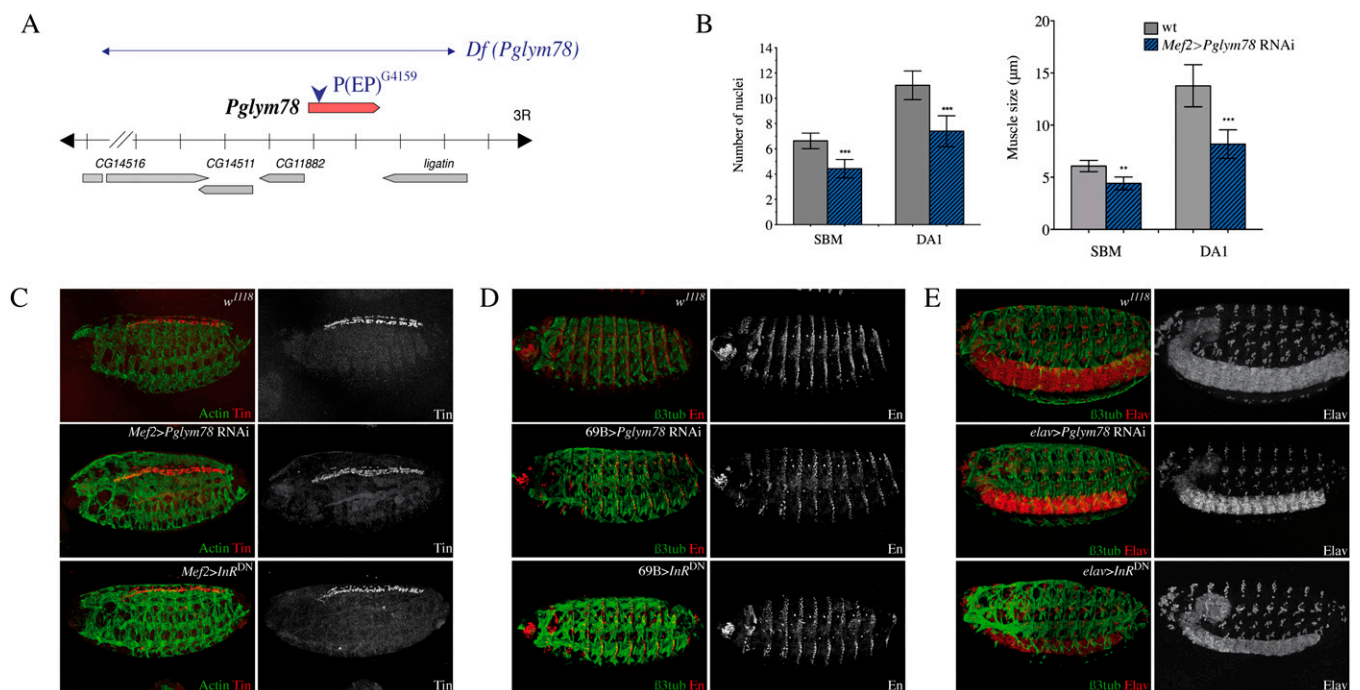 A
Df (Pglym78)
P(EP)G4159
Pglym78
3R
CG14516
CG14511
CG11882
ligatin
B
Number of nuclei
14
12
10
8
6
4
2
0
***
***
SBM
DA1
Muscle size (µm)
20
15
10
5
0
wt
Mef2>Pglym78 RNAi
**
***
SBM
DA1
C
w1118
Actin Tin
Tin
Mef2>Pglym78 RNAi
Actin Tin
Tin
Mef2>InRDN
Actin Tin
Tin
D
w1118
ß3tub En
En
69B>Pglym78 RNAi
ß3tub En
En
69B>InRDN
ß3tub En
En
E
w1118
ß3tub Elav
Elav
elav>Pglym78 RNAi
ß3tub Elav
Elav
elav>InRDN
ß3tub Elav
Elav